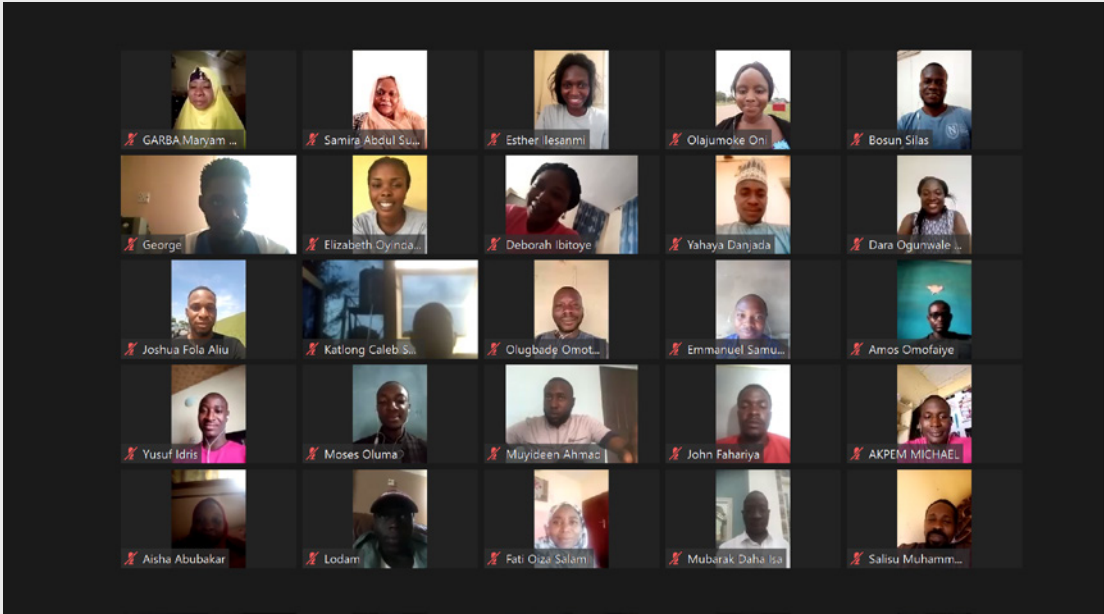 GARBA Maryam ...
Samira Abdul Su...
Esther Ilesanmi
Olajumoke Oni
Bosun Silas
George
Elizabeth Oyinda...
Deborah Ibitoye
Yahaya Danjada
Dara Ogunwale ...
Joshua Fola Aliu
Katlong Caleb S...
Olugbade Omot...
Emmanuel Samu...
Amos Omofaiye
Yusuf Idris
Moses Oluma
Muyideen Ahmad
John Fahariya
AKPEM MICHAEL
Aisha Abubakar
Lodam
Fati Oiza Salami
Mubarak Daha Isa
Salisu Muhamm...